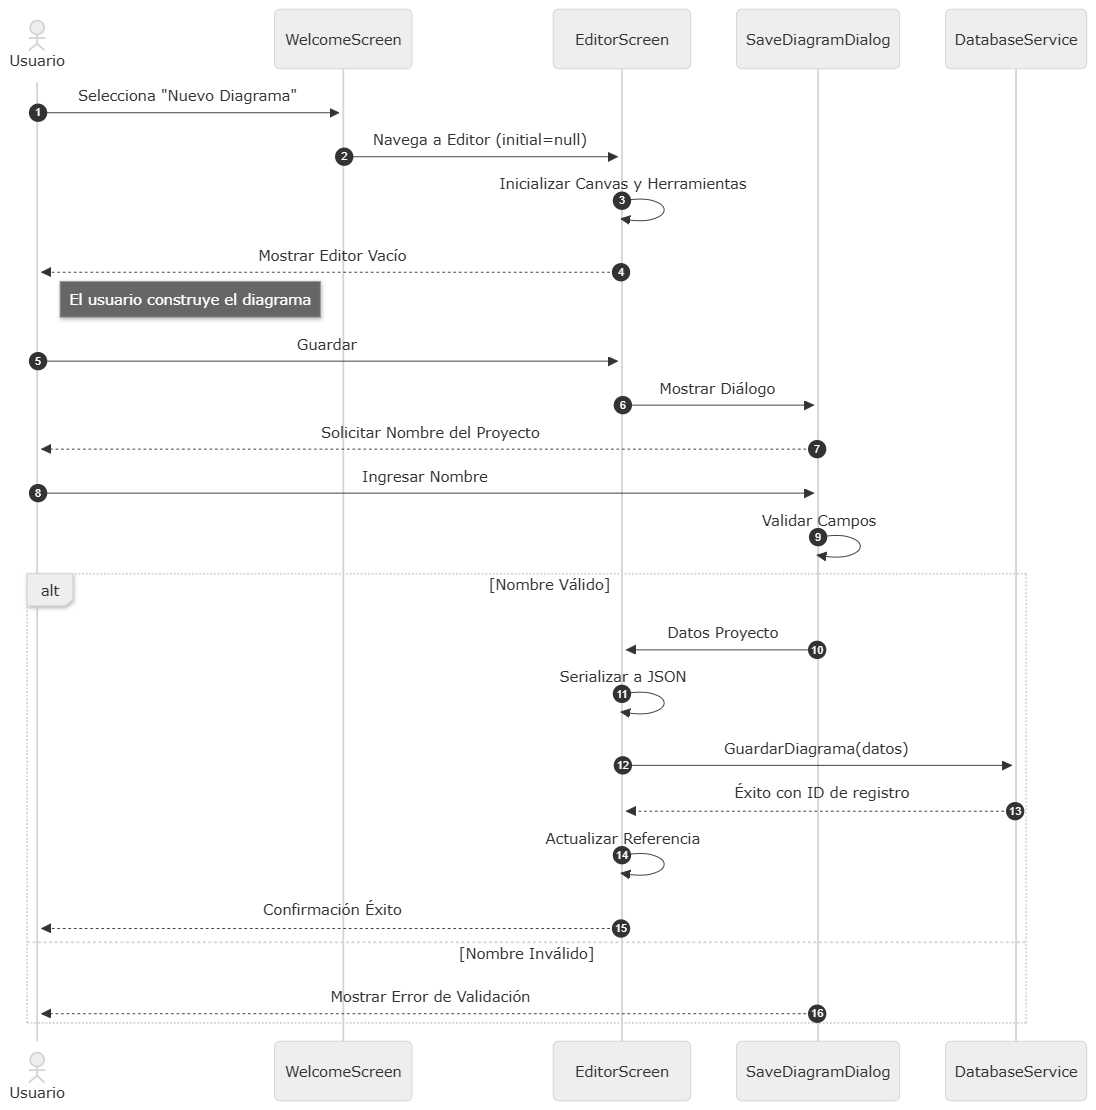 Usuario
WelcomeScreen
EditorScreen
SaveDiagramDialog
DatabaseService
Selecciona "Nuevo Diagrama"
1
Navega a Editor (initial=null)
2
Inicializar Canvas y Herramientas
3
Mostrar Editor Vacío
4
El usuario construye el diagrama
Guardar
5
Mostrar Diálogo
6
Solicitar Nombre del Proyecto
7
Ingresar Nombre
8
Validar Campos
9
alt
[Nombre Válido]
Datos Proyecto
10
Serializar a JSON
11
GuardarDiagrama(datos)
12
Éxito con ID de registro
13
Actualizar Referencia
14
Confirmación Éxito
15
[Nombre Inválido]
Mostrar Error de Validación
16
Usuario
WelcomeScreen
EditorScreen
SaveDiagramDialog
DatabaseService